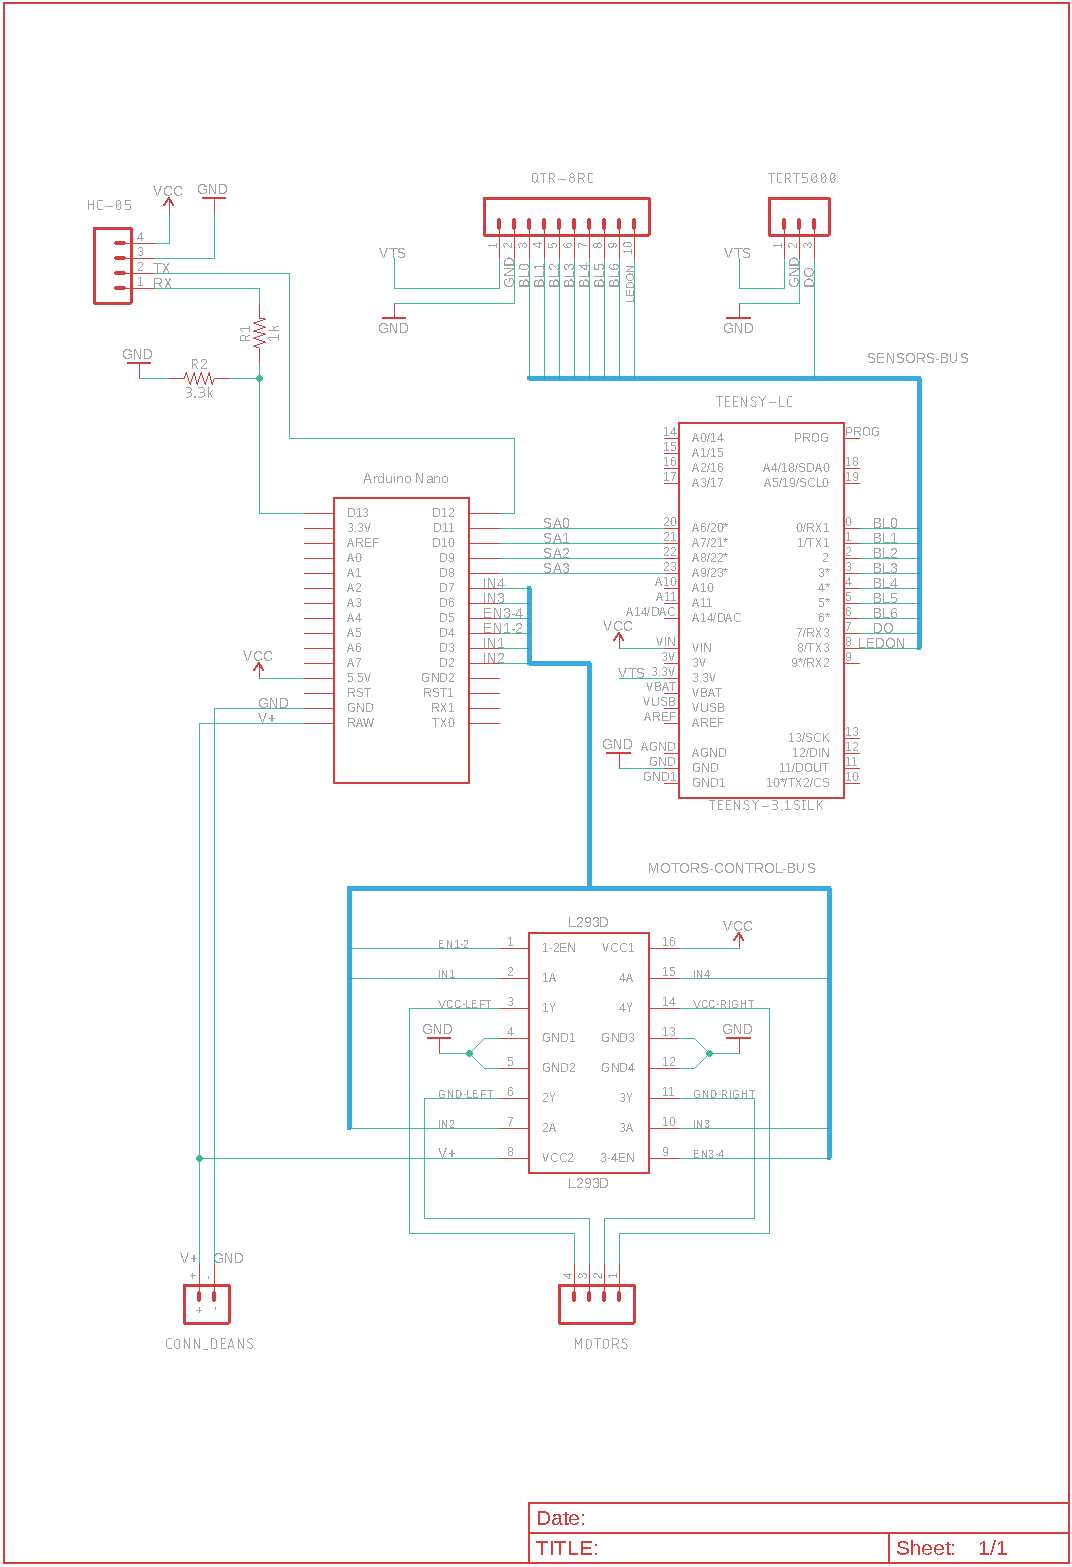 QTR-8RC
TCRT5000
HC-05
VCC
GND
4
3
2
TX
1
RX
VTS
GND
1
2
GND
3
BL0
4
BL1
5
BL2
6
BL3
7
BL4
8
BL5
9
BL6
10
LEDON
VTS
GND
1
2
GND
3
DO
R1
1k
GND
R2
3.3k
SENSORS-BUS
TEENSY-LC
14 A0/14 PROG PROG
15 A1/15
16 A2/16 A4/18/SDA0 18
17 A3/17 A5/19/SCL0 19
20 A6/20* 0/RX1 0 BL0
21 A7/21* 1/TX1 1 BL1
22 A8/22* 2 2 BL2
23 A9/23* 3* 3 BL3
A10 A10 4* 4 BL4
A11 A11 5* 5 BL5
A14/DAC A14/DAC 6* 6 BL6
7/RX3 7 DO
VCC VIN VIN 8/TX3 8 LEDON
3V 3V 9*/RX2 9
VTS 3.3V 3.3V
VBAT VBAT
VUSB VUSB
AREF AREF
13/SCK 13
GND AGND AGND 12/DIN 12
GND GND 11/DOUT 11
GND1 GND1 10*/TX2/CS 10
TEENSY-3.1SILK
Arduino Nano
D13 D12
3.3V D11 SA0
AREF D10 SA1
A0 D9 SA2
A1 D8 SA3
A2 D7 IN4
A3 D6 IN3
A4 D5 EN3-4
A5 D4 EN1-2
A6 D3 IN1
A7 D2 IN2
VCC 5.5V GND2
RST RST1
GND GND RX1
V+ RAW TX0
MOTORS-CONTROL-BUS
L293D
EN1-2 1 1-2EN VCC1 16 VCC
IN1 2 1A 4A 15 IN4
VCC-LEFT 3 1Y 4Y 14 VCC-RIGHT
GND 4 GND1 GND3 13 GND
5 GND2 GND4 12
GND-LEFT 6 2Y 3Y 11 GND-RIGHT
IN2 7 2A 3A 10 IN3
V+ 8 VCC2 3-4EN 9 EN3-4
L293D
V+ GND
+ -
+ -
CONN_DEANS
4 3 2 1
MOTORS
Date:
TITLE:
Sheet: 1/1